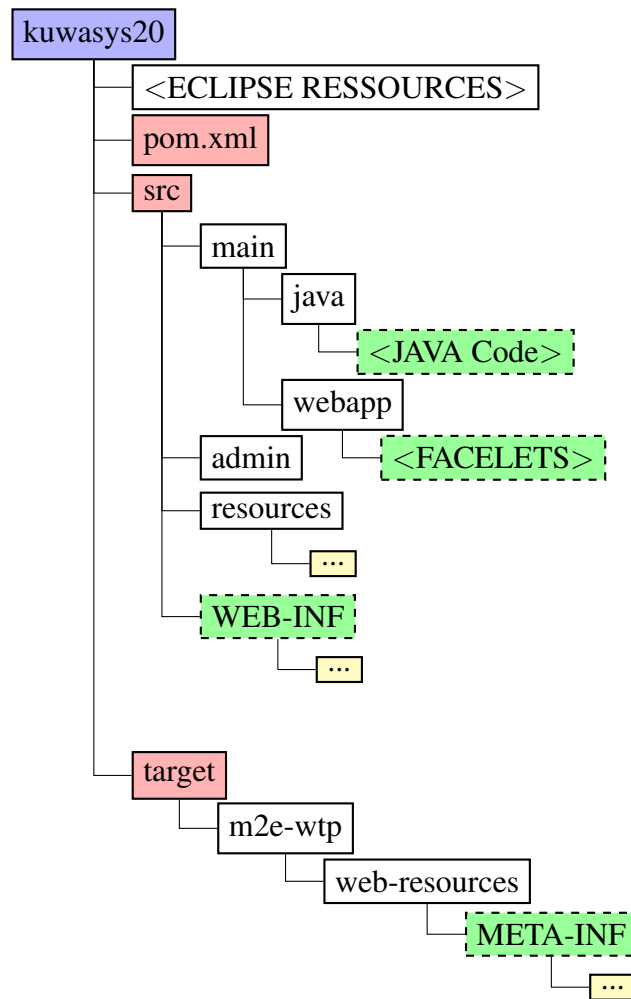 kuwasys20
<ECLIPSE RESSOURCES>
pom.xml
src
main
java
<JAVA Code>
webapp
<FACELETS>
admin
resources
...
WEB-INF
...
target
m2e-wtp
web-resources
META-INF
...